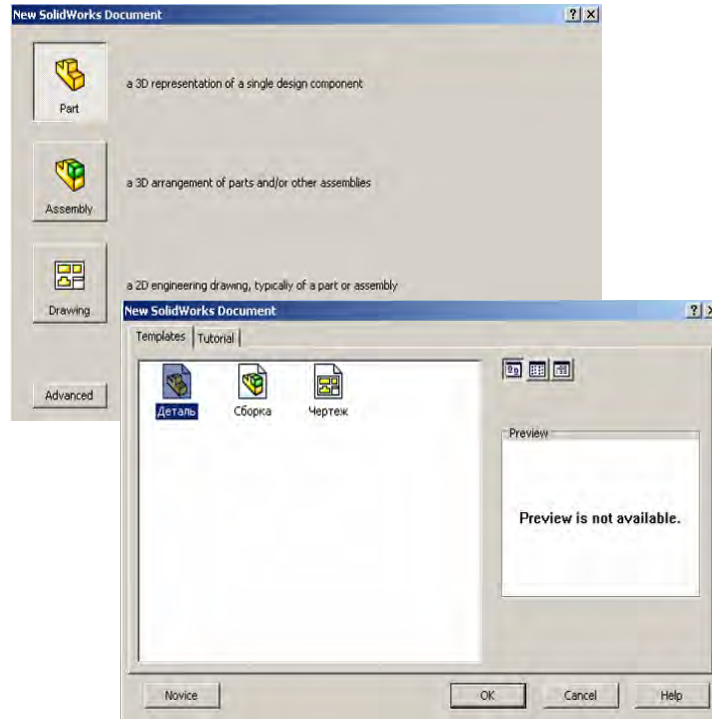 New SolidWorks Document
a 3D representation of a single design component
Part
a 3D arrangement of parts and/or other assemblies
Assembly
a 2D engineering drawing, typically of a part or assembly
Drawing
Advanced
New SolidWorks Document
Templates Tutorial
Деталь Сборка Чертеж
Preview
Preview is not available.
Novice OK Cancel Help